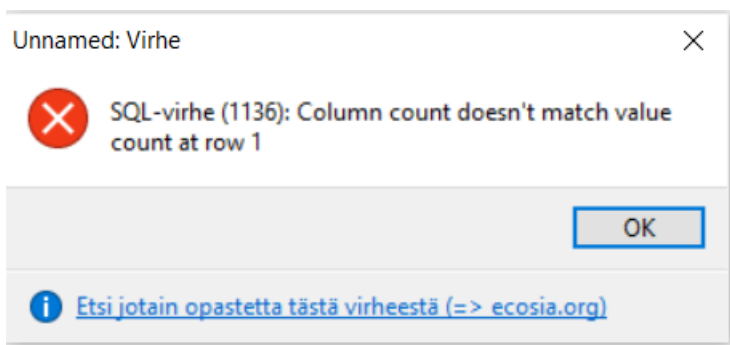 Unnamed: Virhe
SQL-virhe (1136): Column count doesn't match value
count at row 1
OK
Etsi jotain opastetta tästä virheestä (=> ecosia.org)